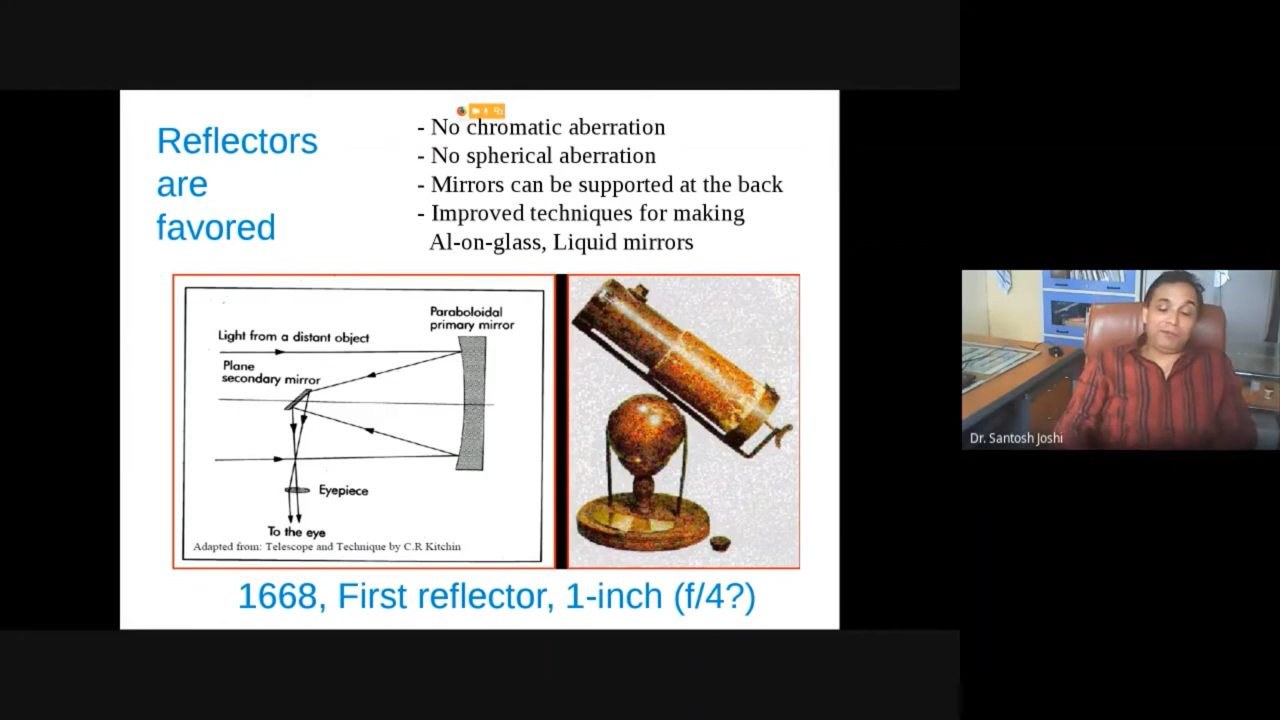 Reflectors
are
favored
- No chromatic aberration
- No spherical aberration
- Mirrors can be supported at the back
- Improved techniques for making
Al-on-glass, Liquid mirrors
Paraboloidal
primary mirror
Light from a distant object
Plane
secondary mirror
Eyepiece
To the eye
Adapted from: Telescope and Technique by C.R Kitchin
1668, First reflector, 1-inch (f/4?)
Dr. Santosh Joshi